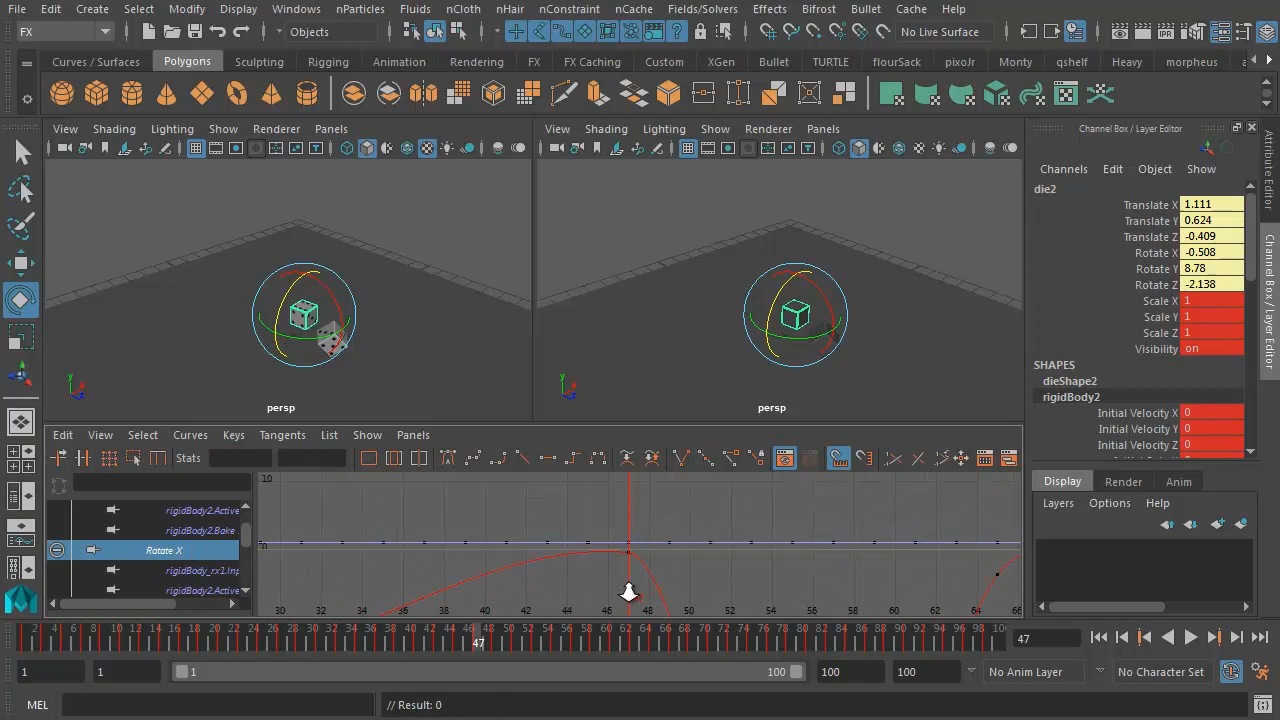 File Edit Create Select Modify Display Windows nParticles Fluids nCloth nHair nConstraint nCache Fields/Solvers Effects Bifrost Bullet Cache Help
FX Objects No Live Surface
Curves / Surfaces Polygons Sculpting Rigging Animation Rendering FX FX Caching Custom XGen Bullet TURTLE flourSack pixoJr Monty qshelf Heavy morpheus
View Shading Lighting Show Renderer Panels
View Shading Lighting Show Renderer Panels
persp
persp
Channel Box / Layer Editor
Channels Edit Object Show
die2
Translate X 1.111
Translate Y 0.624
Translate Z -0.409
Rotate X -0.508
Rotate Y 8.78
Rotate Z -2.138
Scale X 1
Scale Y 1
Scale Z 1
Visibility on
SHAPES
dieShape2
rigidBody2
Initial Velocity X 0
Initial Velocity Y 0
Initial Velocity Z 0
Attribute Editor
Channel Box / Layer Editor
Display Render Anim
Layers Options Help
Edit View Select Curves Keys Tangents List Show Panels
Stats
rigidBody2.Active
rigidBody2.Bake
Rotate X
rigidBody_rx1.Inp
rigidBody2.Active
10
0
30 32 34 36 38 40 42 44 46 48 50 52 54 56 58 60 62 64 66
47
47
1 1 1 100 100 100 No Anim Layer No Character Set
MEL // Result: 0